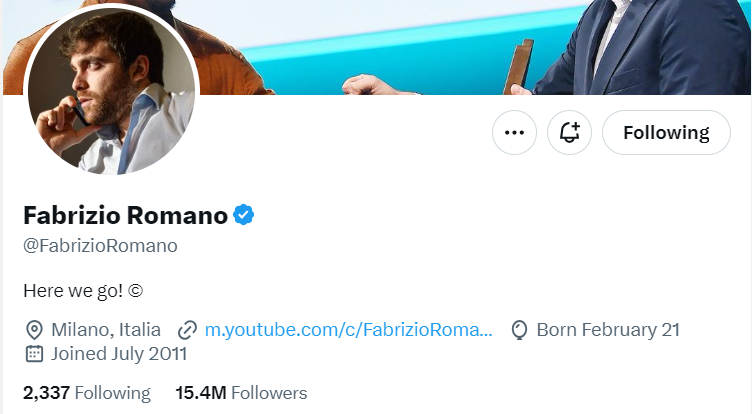 Following
Fabrizio Romano
@FabrizioRomano
Here we go! ©
Milano, Italia m.youtube.com/c/FabrizioRoma... Born February 21
Joined July 2011
2,337 Following 15.4M Followers